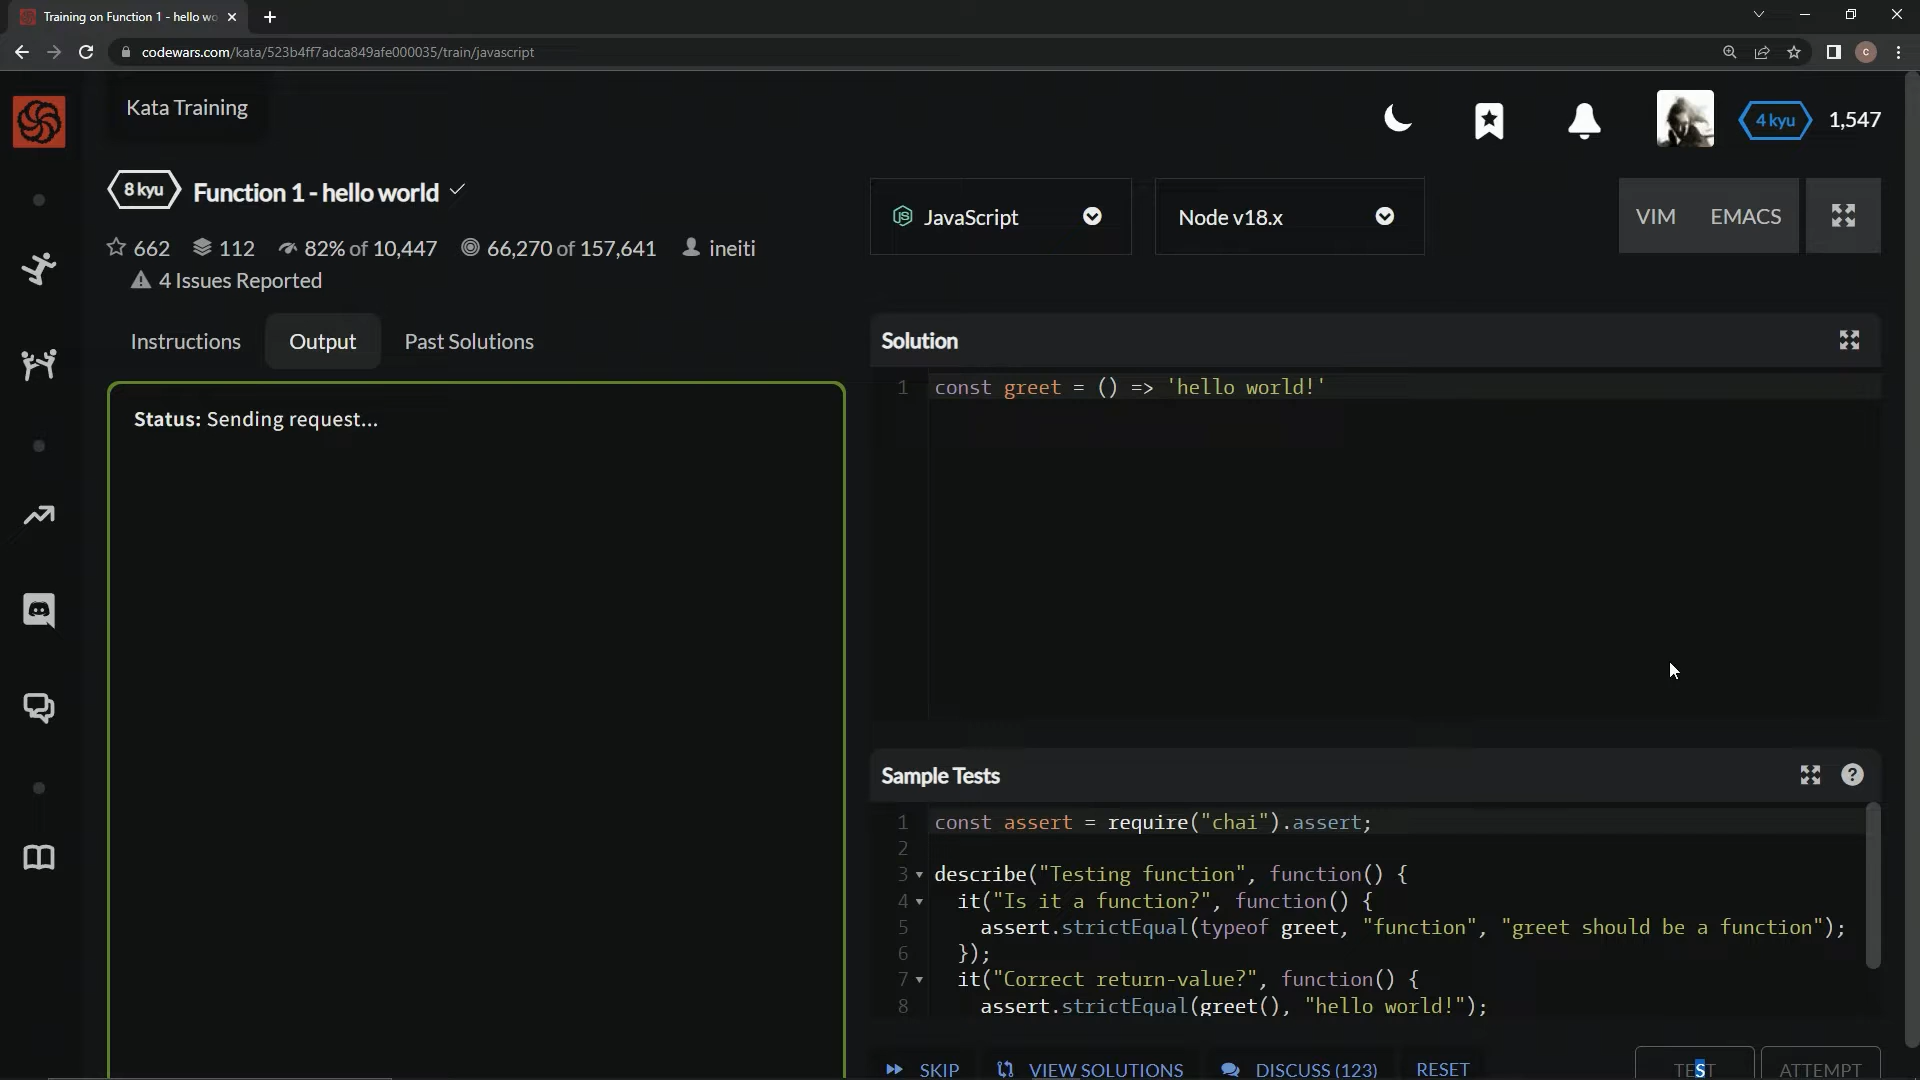 Training on Function 1 - hello wo
codewars.com/kata/523b4ff7adca849afe000035/train/javascript
C
Kata Training
4 kyu
1,547
8 kyu
Function 1 - hello world
662
112
82% of 10,447
66,270 of 157,641
ineiti
4 Issues Reported
JavaScript
Node v18.x
VIM
EMACS
Instructions
Output
Past Solutions
Status: Sending request...
Solution
1 const greet = () => 'hello world!'
Sample Tests
1 const assert = require("chai").assert;
2
3 describe("Testing function", function() {
4 it("Is it a function?", function() {
5 assert.strictEqual(typeof greet, "function", "greet should be a function");
6 });
7 it("Correct return-value?", function() {
8 assert.strictEqual(greet(), "hello world!");
SKIP
VIEW SOLUTIONS
DISCUSS (123)
RESET
TEST
ATTEMPT